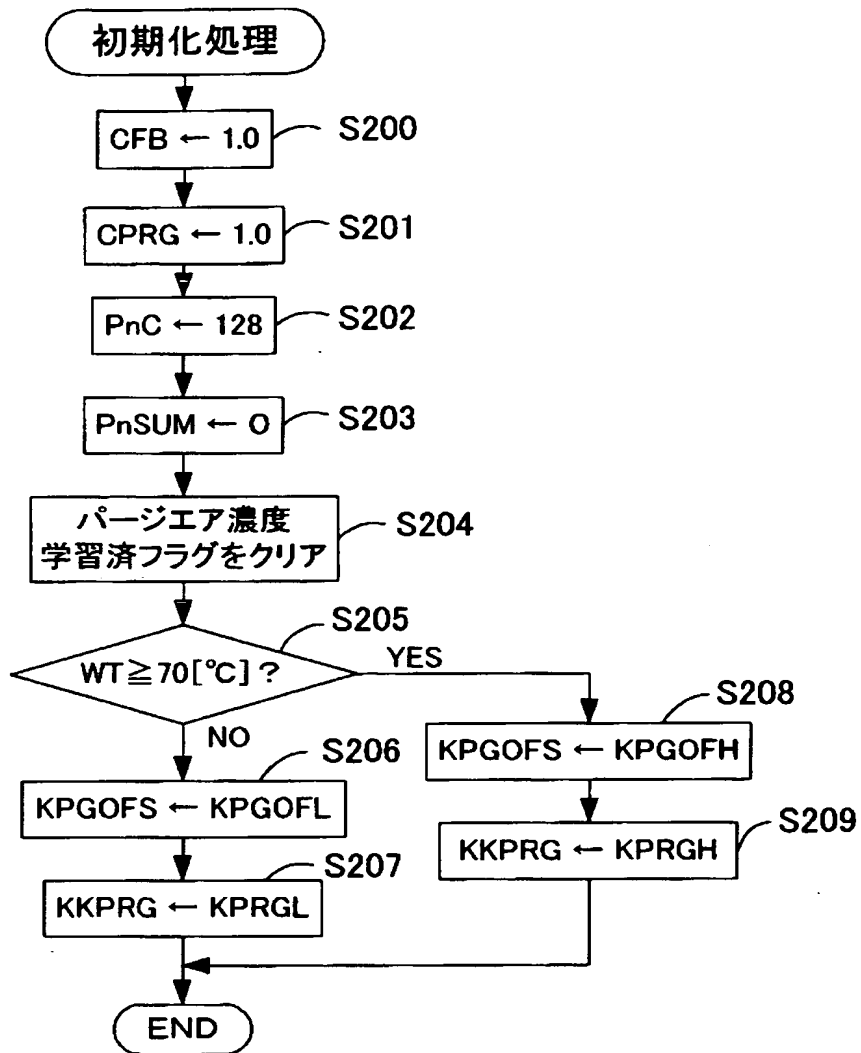 初期化処理
CFB ← 1.0
S200
CPRG ← 1.0
S201
PnC ← 128
S202
PnSUM ← 0
S203
パージエア濃度
学習済フラグをクリア
S204
S205
WT≧70[℃]?
YES
NO
S206
KPGOFS ← KPGOFL
S207
KKPRG ← KPRGL
S208
KPGOFS ← KPGOFH
S209
KKPRG ← KPRGH
END